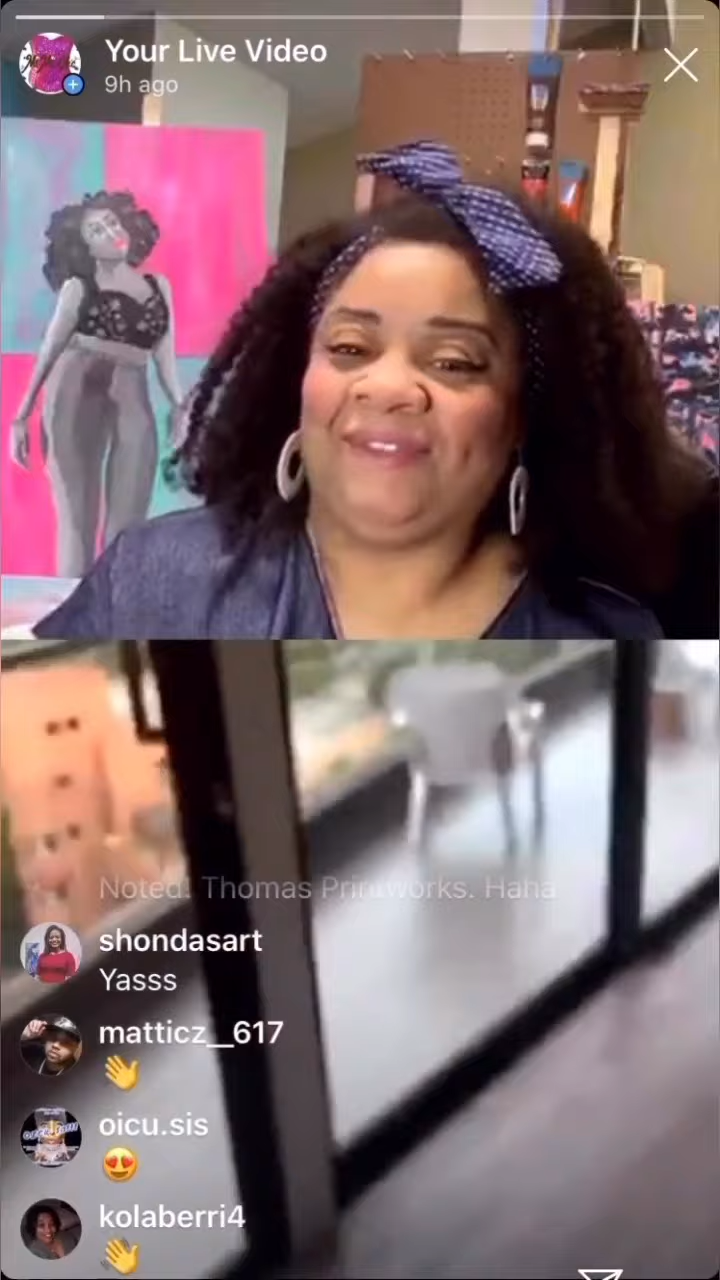 Your Live Video
9h ago
Noted! Thomas Printworks. Haha
shondasart
Yasss
matticz__617
👋
oicu.sis
😍
kolaberri4
👋